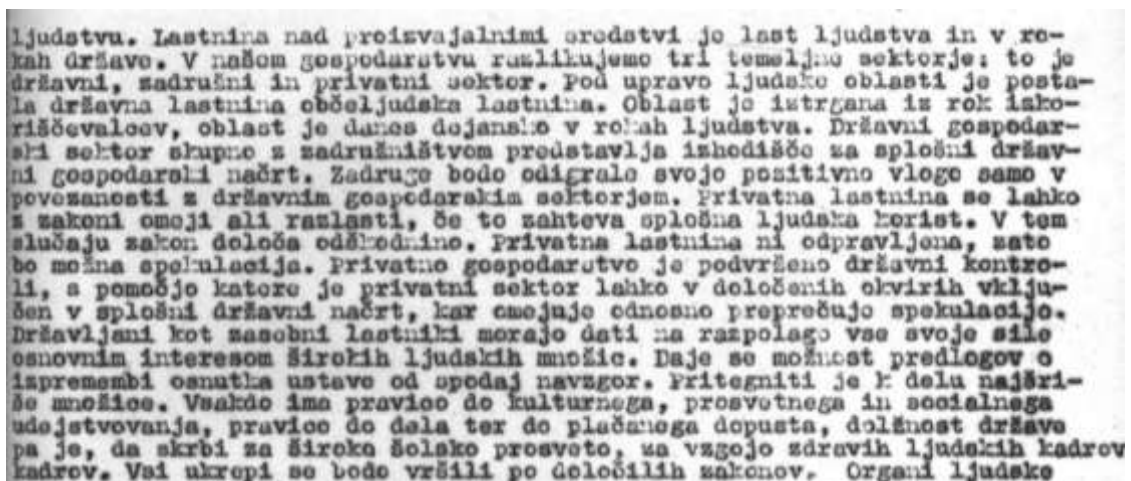 ljudstvu. Lastnina nad proizvajalnimi sredstvi je last ljudstva in v ro-
kah države. V našem gospodarstvu razlikujemo tri temeljne sektorje: to je
državni, zadružni in privatni sektor. Pod upravo ljudske oblasti je posta-
la državna lastnina občeljudska lastnina. Oblast je iztrgana iz rok izko-
riščevalcev, oblast je danes dejansko v rokah ljudstva. Državni gospodar-
ski sektor skupno z zadružništvom predstavlja izhodišče za splošni držav-
ni gospodarski načrt. Zadruge bodo odigrale svojo pozitivno vlogo samo v
povezanosti z državnim gospodarskim sektorjem. Privatna lastnina se lahko
z zakoni omeji ali razlasti, če to zahteva splošna ljudska korist. V tem
slučaju zakon določa odškodnino. Privatna lastnina ni odpravljena, zato
bo možna spekulacija. Privatno gospodarstvo je podvrženo državni kontro-
li, s pomočjo katere je privatni sektor lahko v določenih okvirih vklju-
čen v splošni državni načrt, kar omejuje odnosno preprečuje spekulacijo.
Državljani kot zasobni lastniki morajo dati na razpolago vse svoje sile
osnovnim interesom širokih ljudskih množic. Daje se možnost predlogov o
izpremembi osnutka ustave od spodaj navzgor. Pritegniti je k delu najšri-
še množice. Vsakdo ima pravico do kulturnega, prosvetnega in socialnega
udejstvovanja, pravico do dela ter do plačanega dopusta, dolžnost države
pa je, da skrbi za široko šolsko prosveto, za vzgojo zdravih ljudskih kadrov
kadrov. Vsi ukrepi se bodo vršili po določilih zakonov. Organi ljudske